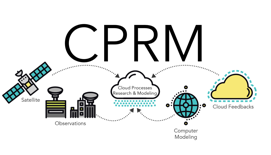 CPRM
Cloud Processes
Research & Modeling
Satellite
Observations
Computer
Modeling
Cloud Feedbacks